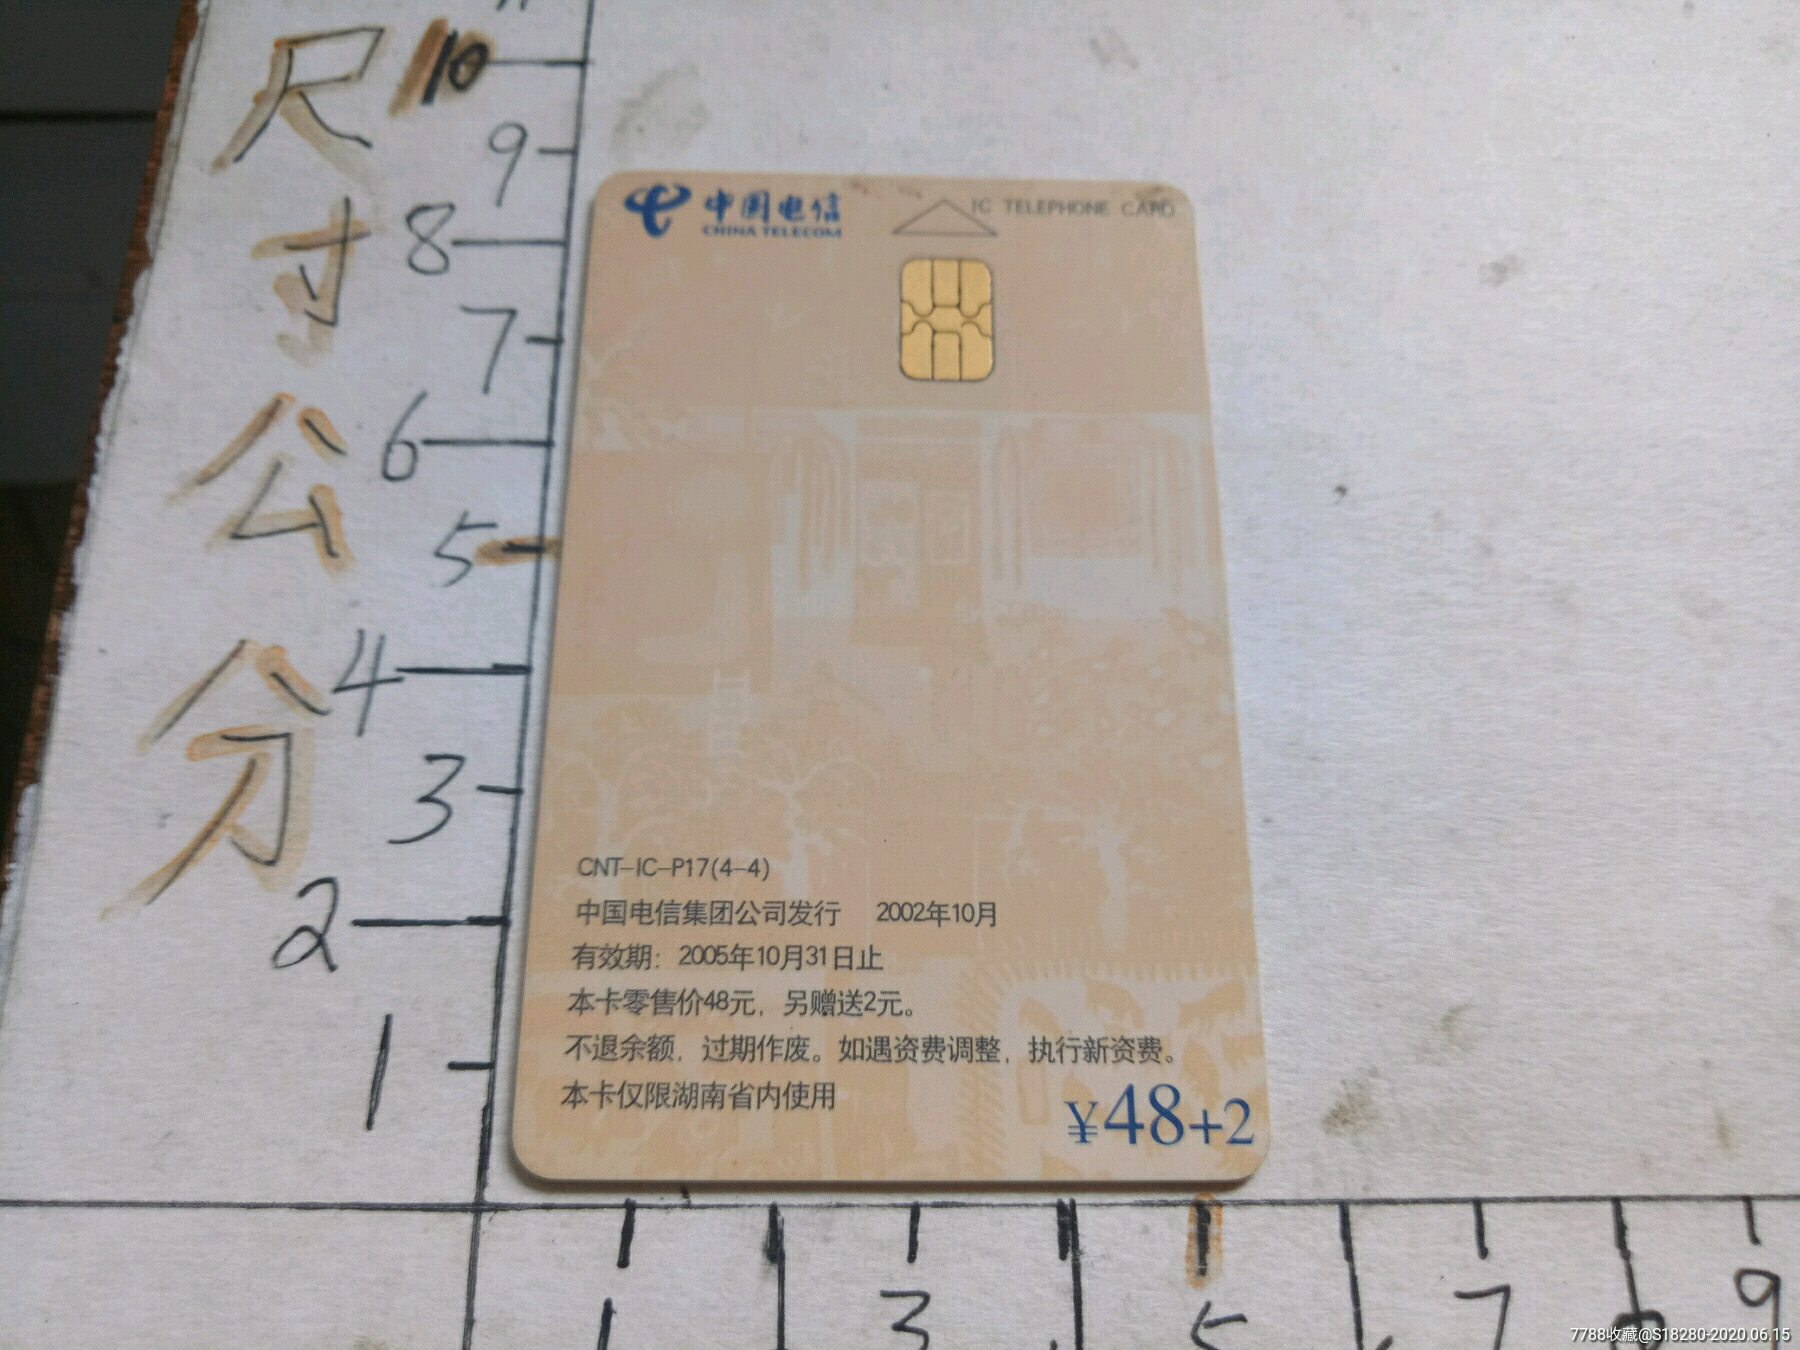 尺寸公分
10
9
8
7
6
5
4
3
2
1
中国电信
CHINA TELECOM
IC TELEPHONE CARD
CNT-IC-P17(4-4)
中国电信集团公司发行 2002年10月
有效期：2005年10月31日止
本卡零售价48元，另赠送2元。
不退余额，过期作废。如遇资费调整，执行新资费。
本卡仅限湖南省内使用
¥48+2
1 3 5 7 9
7788收藏@S18280-2020.06.15